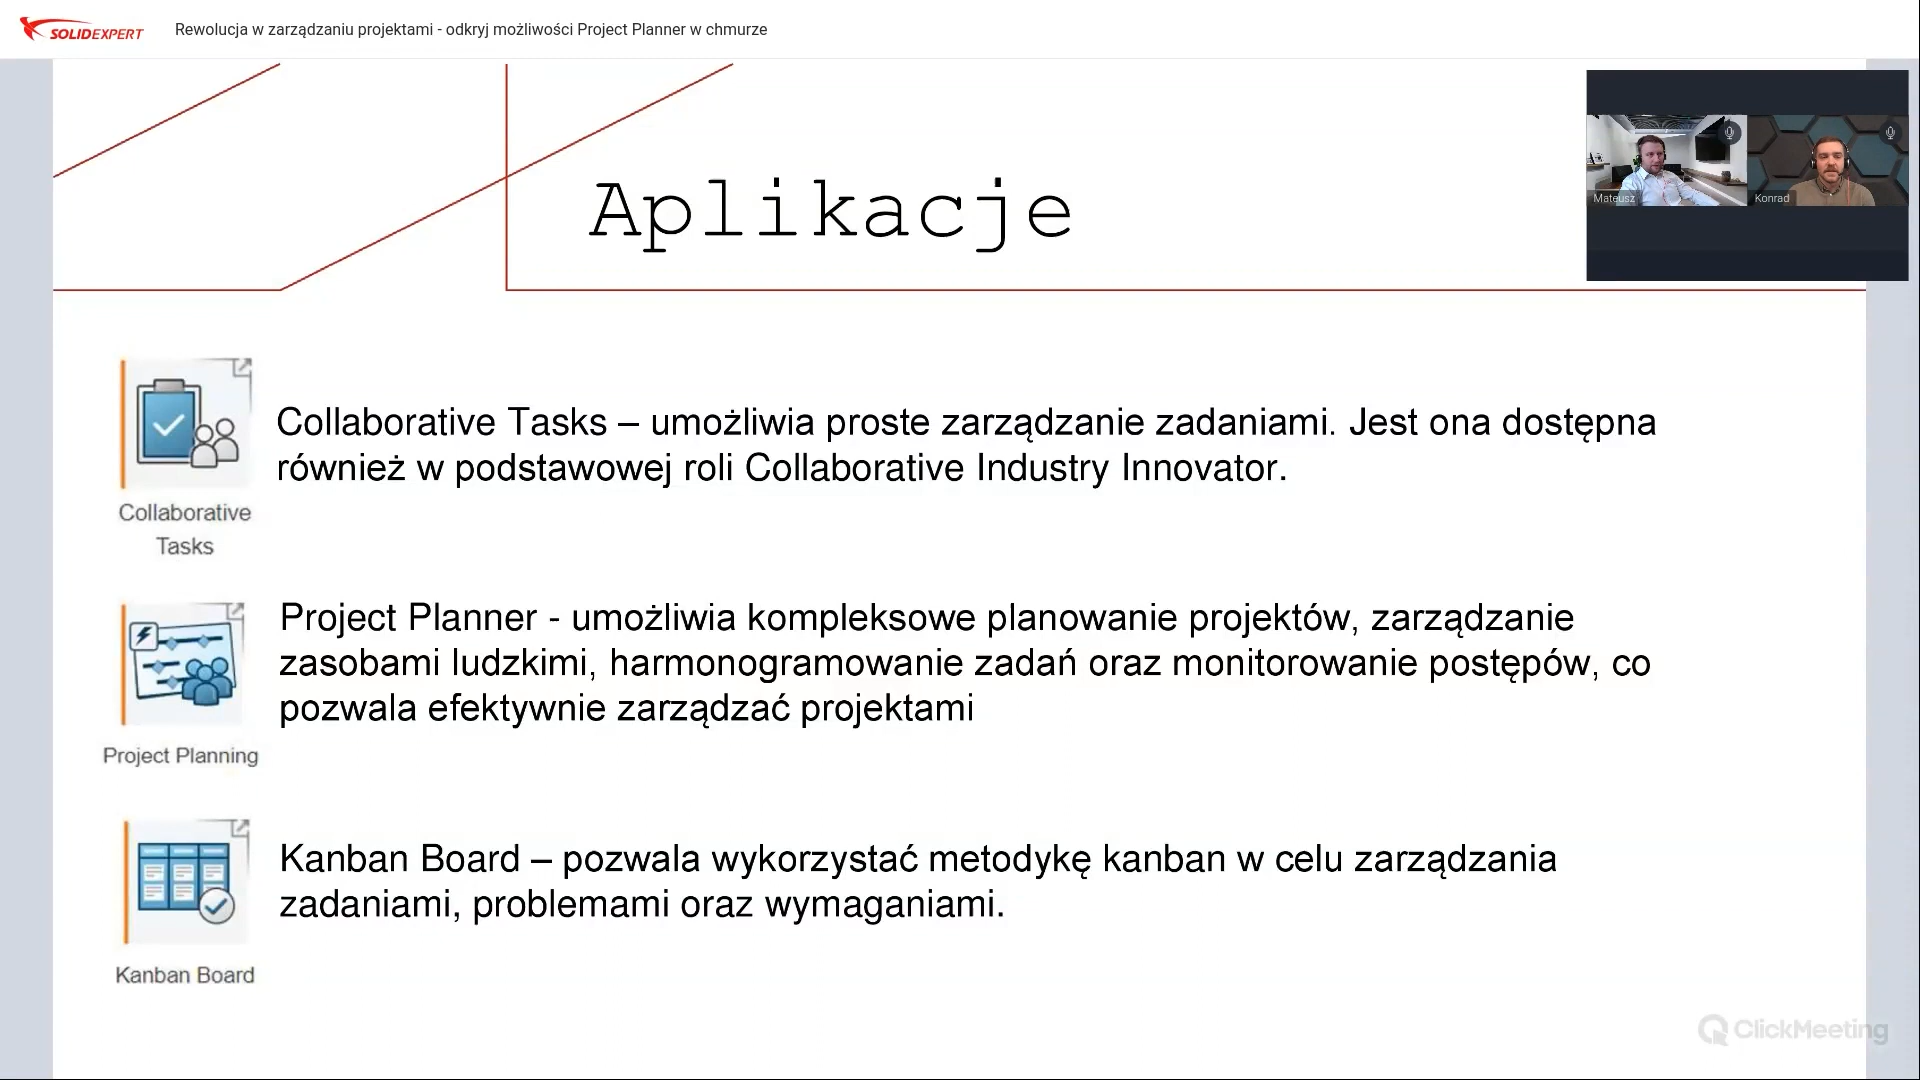 SOLIDEXPERT
Rewolucja w zarządzaniu projektami - odkryj możliwości Project Planner w chmurze
Mateusz
Konrad
Aplikacje
Collaborative Tasks – umożliwia proste zarządzanie zadaniami. Jest ona dostępna
również w podstawowej roli Collaborative Industry Innovator.
Collaborative
Tasks
Project Planner - umożliwia kompleksowe planowanie projektów, zarządzanie
zasobami ludzkimi, harmonogramowanie zadań oraz monitorowanie postępów, co
pozwala efektywnie zarządzać projektami
Project Planning
Kanban Board – pozwala wykorzystać metodykę kanban w celu zarządzania
zadaniami, problemami oraz wymaganiami.
Kanban Board
ClickMeeting